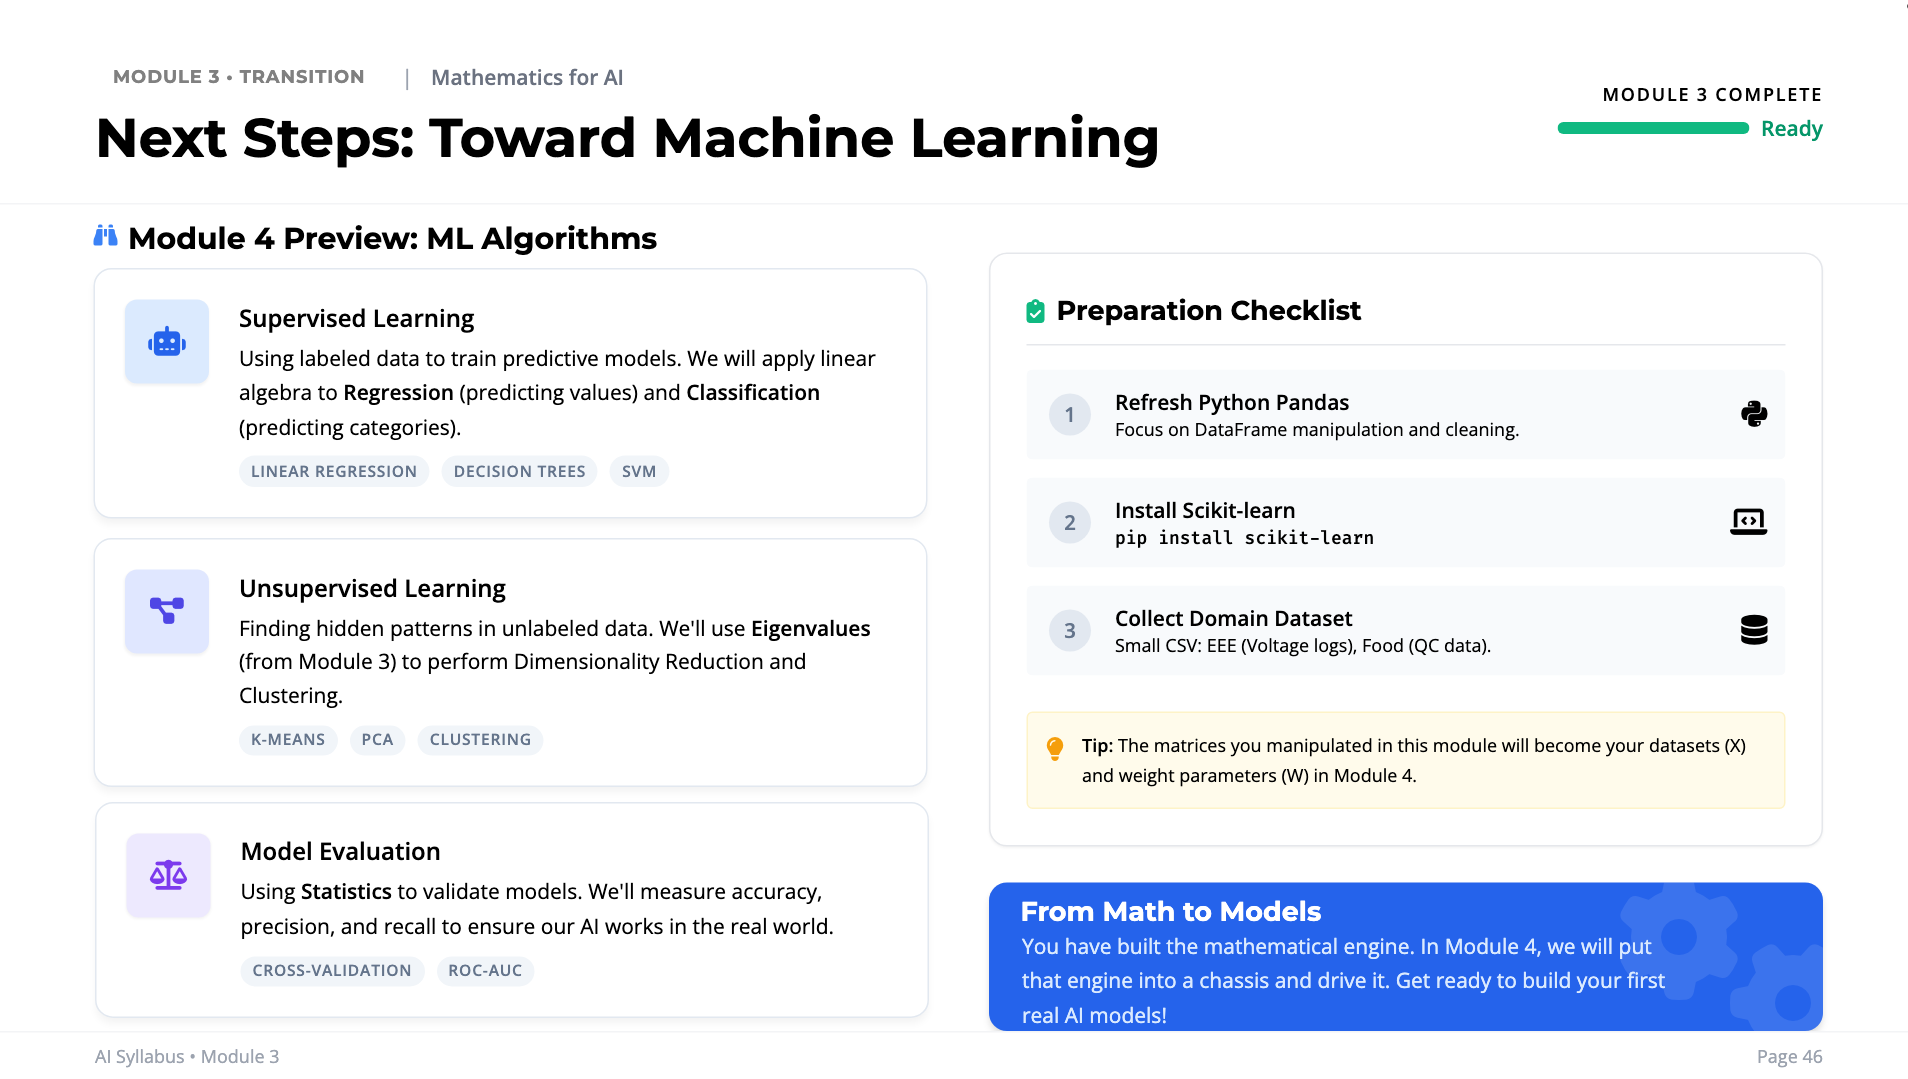 MODULE 3 • TRANSITION | Mathematics for AI
Next Steps: Toward Machine Learning
MODULE 3 COMPLETE
Ready
Module 4 Preview: ML Algorithms
Supervised Learning
Using labeled data to train predictive models. We will apply linear
algebra to Regression (predicting values) and Classification
(predicting categories).
LINEAR REGRESSION DECISION TREES SVM
Unsupervised Learning
Finding hidden patterns in unlabeled data. We'll use Eigenvalues
(from Module 3) to perform Dimensionality Reduction and
Clustering.
K-MEANS PCA CLUSTERING
Model Evaluation
Using Statistics to validate models. We'll measure accuracy,
precision, and recall to ensure our AI works in the real world.
CROSS-VALIDATION ROC-AUC
Preparation Checklist
1
Refresh Python Pandas
Focus on DataFrame manipulation and cleaning.
2
Install Scikit-learn
pip install scikit-learn
3
Collect Domain Dataset
Small CSV: EEE (Voltage logs), Food (QC data).
Tip: The matrices you manipulated in this module will become your datasets (X)
and weight parameters (W) in Module 4.
From Math to Models
You have built the mathematical engine. In Module 4, we will put
that engine into a chassis and drive it. Get ready to build your first
real AI models!
AI Syllabus • Module 3
Page 46